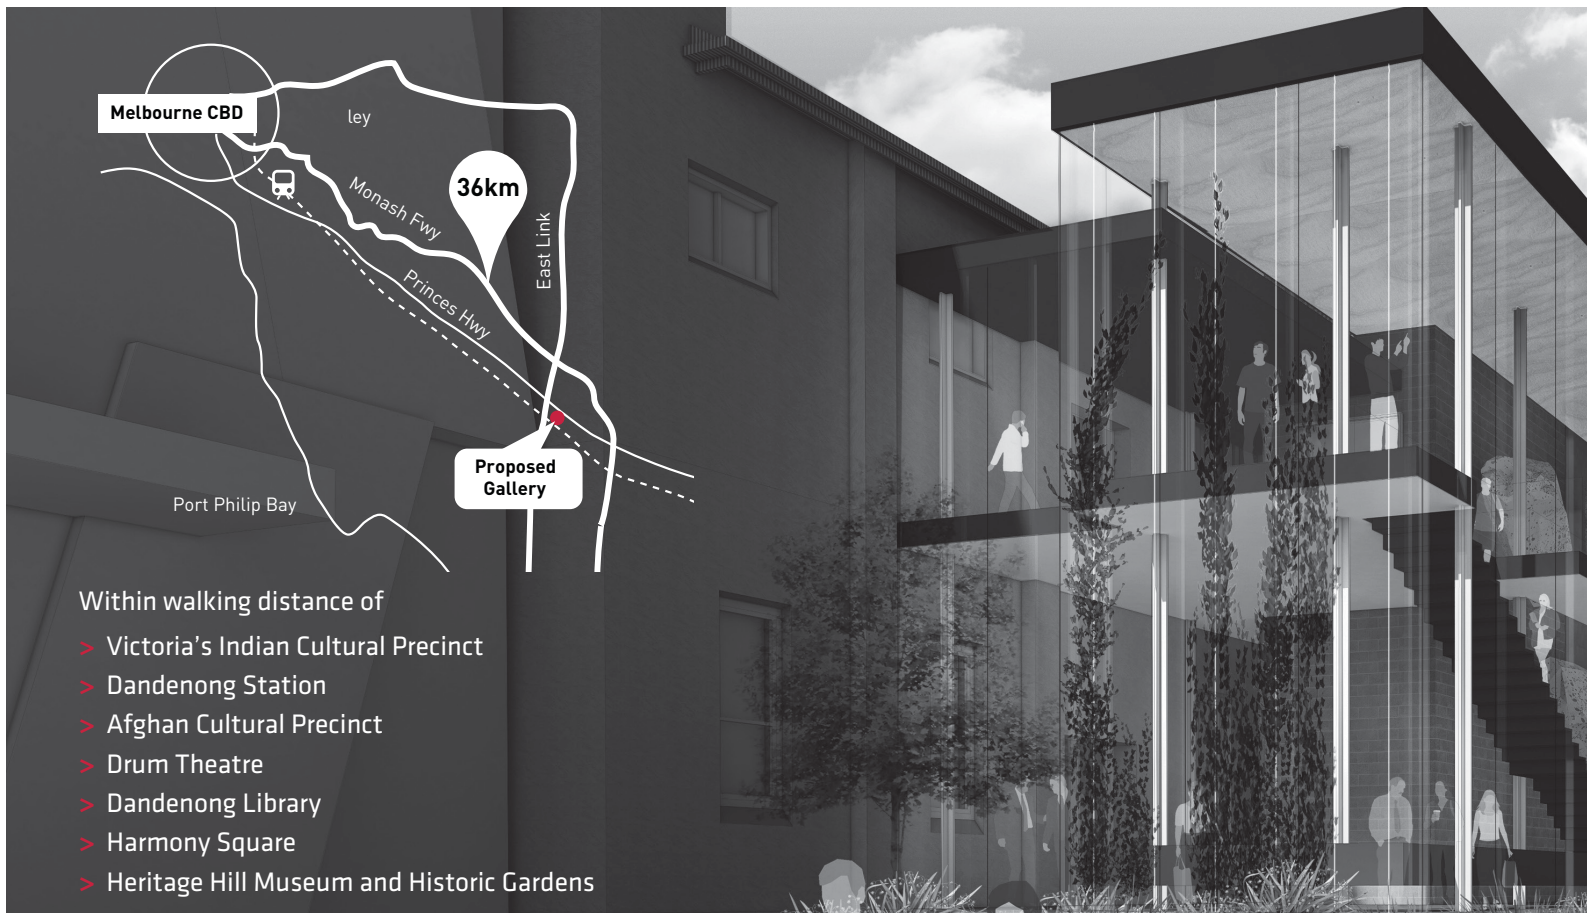 Melbourne CBD
ley
36km
Monash Fwy
East Link
Princes Hwy
Proposed
Gallery
Port Philip Bay
Within walking distance of
> Victoria’s Indian Cultural Precinct
> Dandenong Station
> Afghan Cultural Precinct
> Drum Theatre
> Dandenong Library
> Harmony Square
> Heritage Hill Museum and Historic Gardens